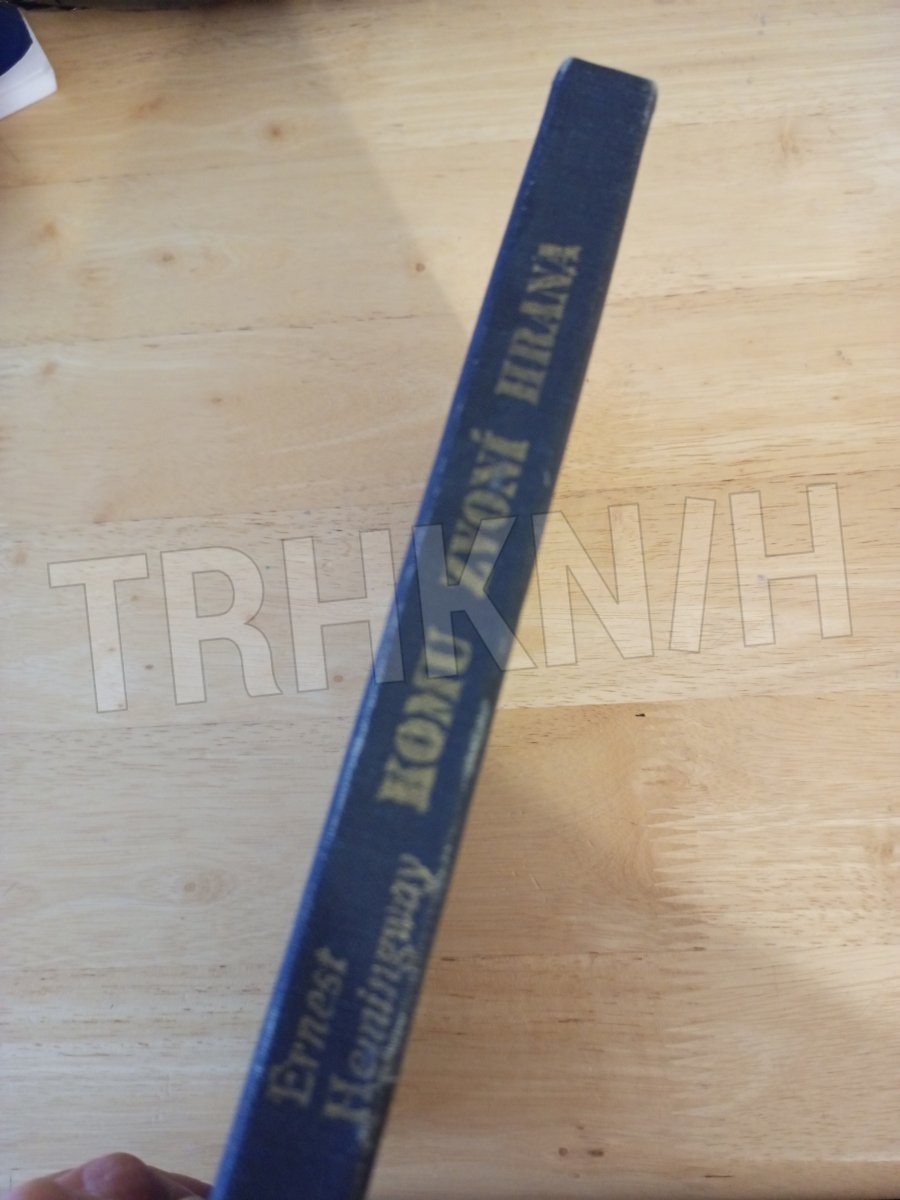 Ernest
Hemingway
KOMU ZVONÍ HRANA
TRHKNIH